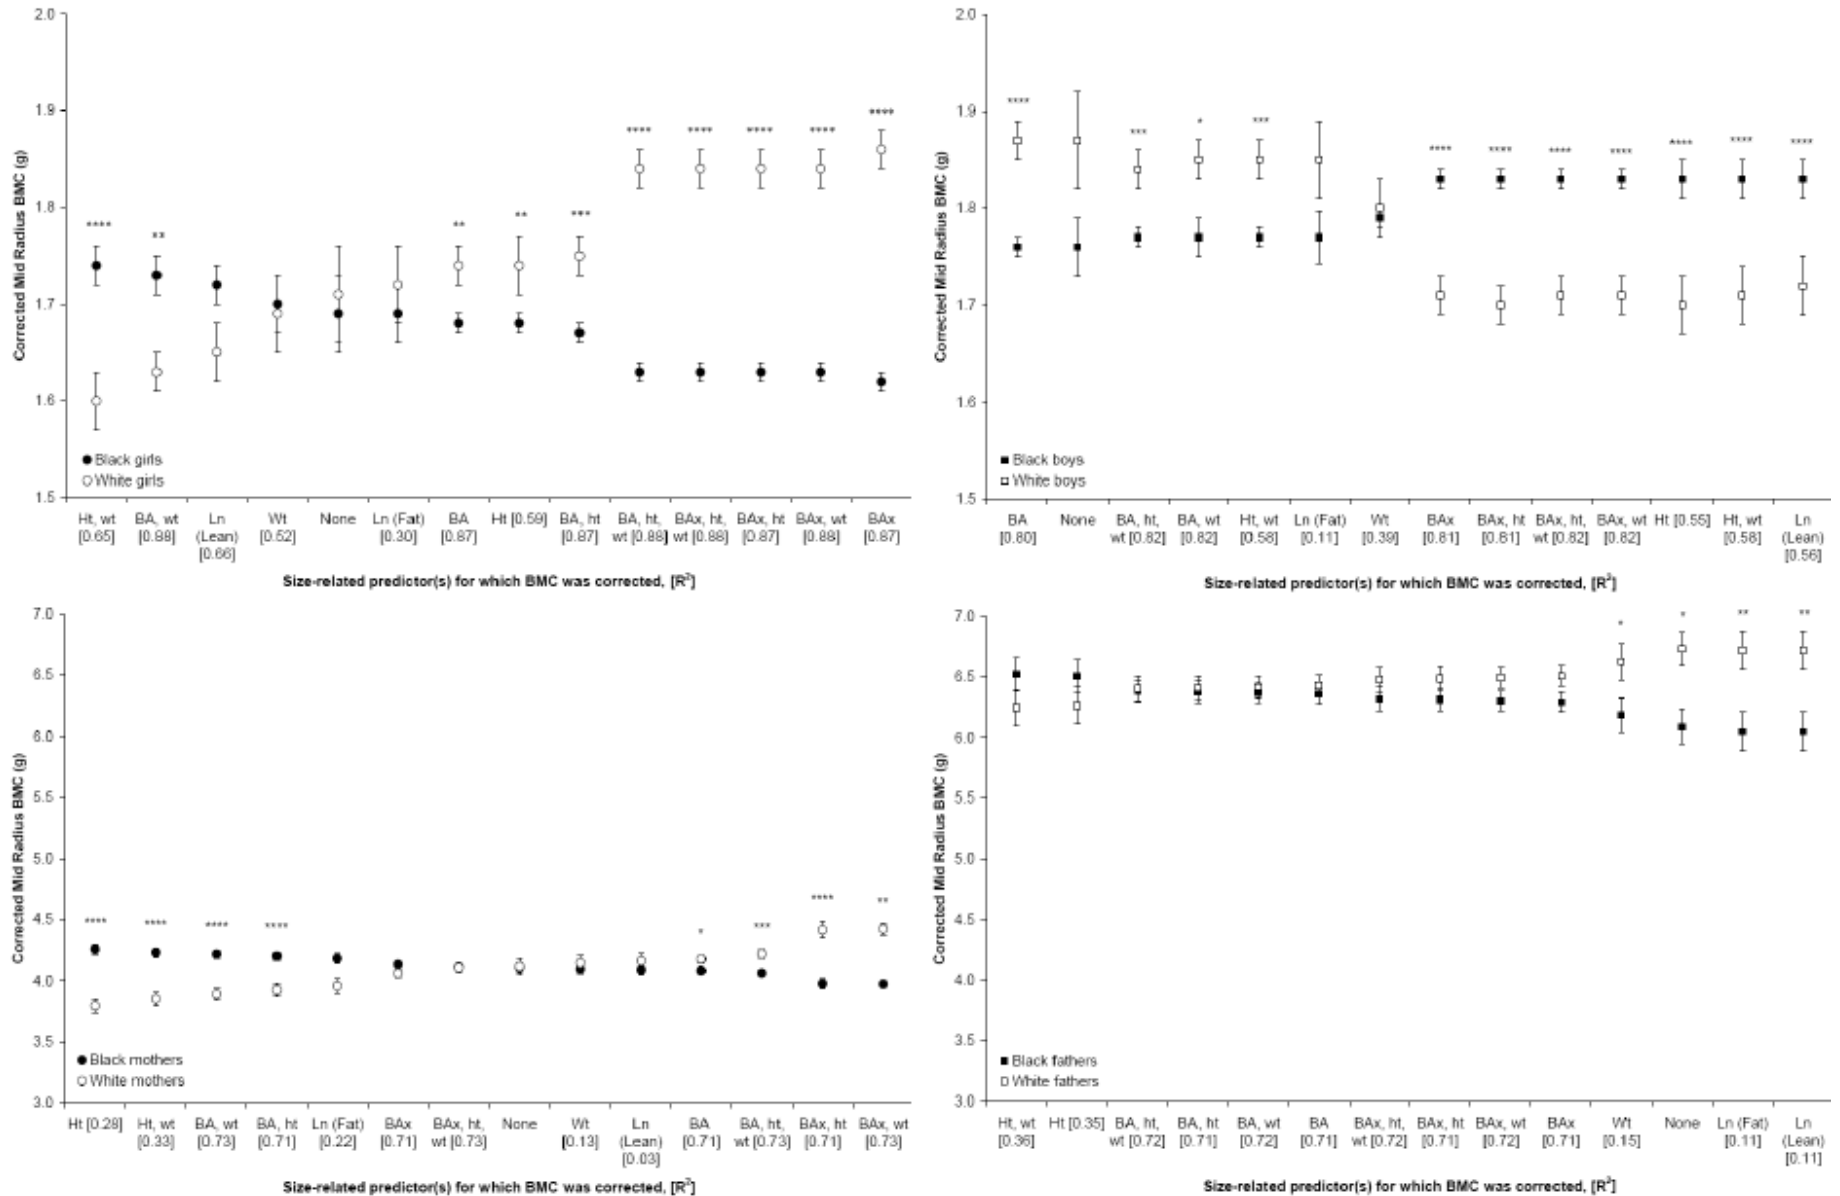 2.0
1.9
1.8
1.7
1.6
1.5
Corrected Mid Radius BMC (g)
**** ** ** ** *** **** **** **** **** ****
Black girls
White girls
Ht, wt [0.65]
BA, wt [0.88]
Ln (Lean) [0.66]
Wt [0.52]
None
Ln (Fat) [0.30]
BA [0.87]
Ht [0.59]
BA, ht [0.87]
BA, ht, wt [0.88]
BAx, ht, wt [0.88]
BAx, ht [0.87]
BAx, wt [0.88]
BAx [0.87]
Size-related predictor(s) for which BMC was corrected, [R²]
2.0
1.9
1.8
1.7
1.6
1.5
Corrected Mid Radius BMC (g)
**** *** * *** **** **** **** **** **** **** ****
Black boys
White boys
BA [0.80]
None
BA, ht, wt [0.82]
BA, wt [0.82]
Ht, wt [0.58]
Ln (Fat) [0.11]
Wt [0.39]
BAx [0.81]
BAx, ht [0.81]
BAx, ht, wt [0.82]
BAx, wt [0.82]
Ht [0.55]
Ht, wt [0.58]
Ln (Lean) [0.56]
Size-related predictor(s) for which BMC was corrected, [R²]
7.0
6.5
6.0
5.5
5.0
4.5
4.0
3.5
3.0
Corrected Mid Radius BMC (g)
**** **** **** **** * *** **** **
Black mothers
White mothers
Ht [0.28]
Ht, wt [0.33]
BA, wt [0.73]
BA, ht [0.71]
Ln (Fat) [0.22]
BAx [0.71]
BAx, ht, wt [0.73]
None
Wt [0.13]
Ln (Lean) [0.03]
BA [0.71]
BA, ht, wt [0.73]
BAx, ht [0.71]
BAx, wt [0.73]
Size-related predictor(s) for which BMC was corrected, [R²]
7.0
6.5
6.0
5.5
5.0
4.5
4.0
3.5
3.0
Corrected Mid Radius BMC (g)
* * ** **
Black fathers
White fathers
Ht, wt [0.36]
Ht [0.35]
BA, ht, wt [0.72]
BA, ht [0.71]
BA, wt [0.72]
BA [0.71]
BAx, ht, wt [0.72]
BAx, ht [0.71]
BAx, wt [0.72]
BAx [0.71]
Wt [0.15]
None
Ln (Fat) [0.11]
Ln (Lean) [0.11]
Size-related predictor(s) for which BMC was corrected, [R²]